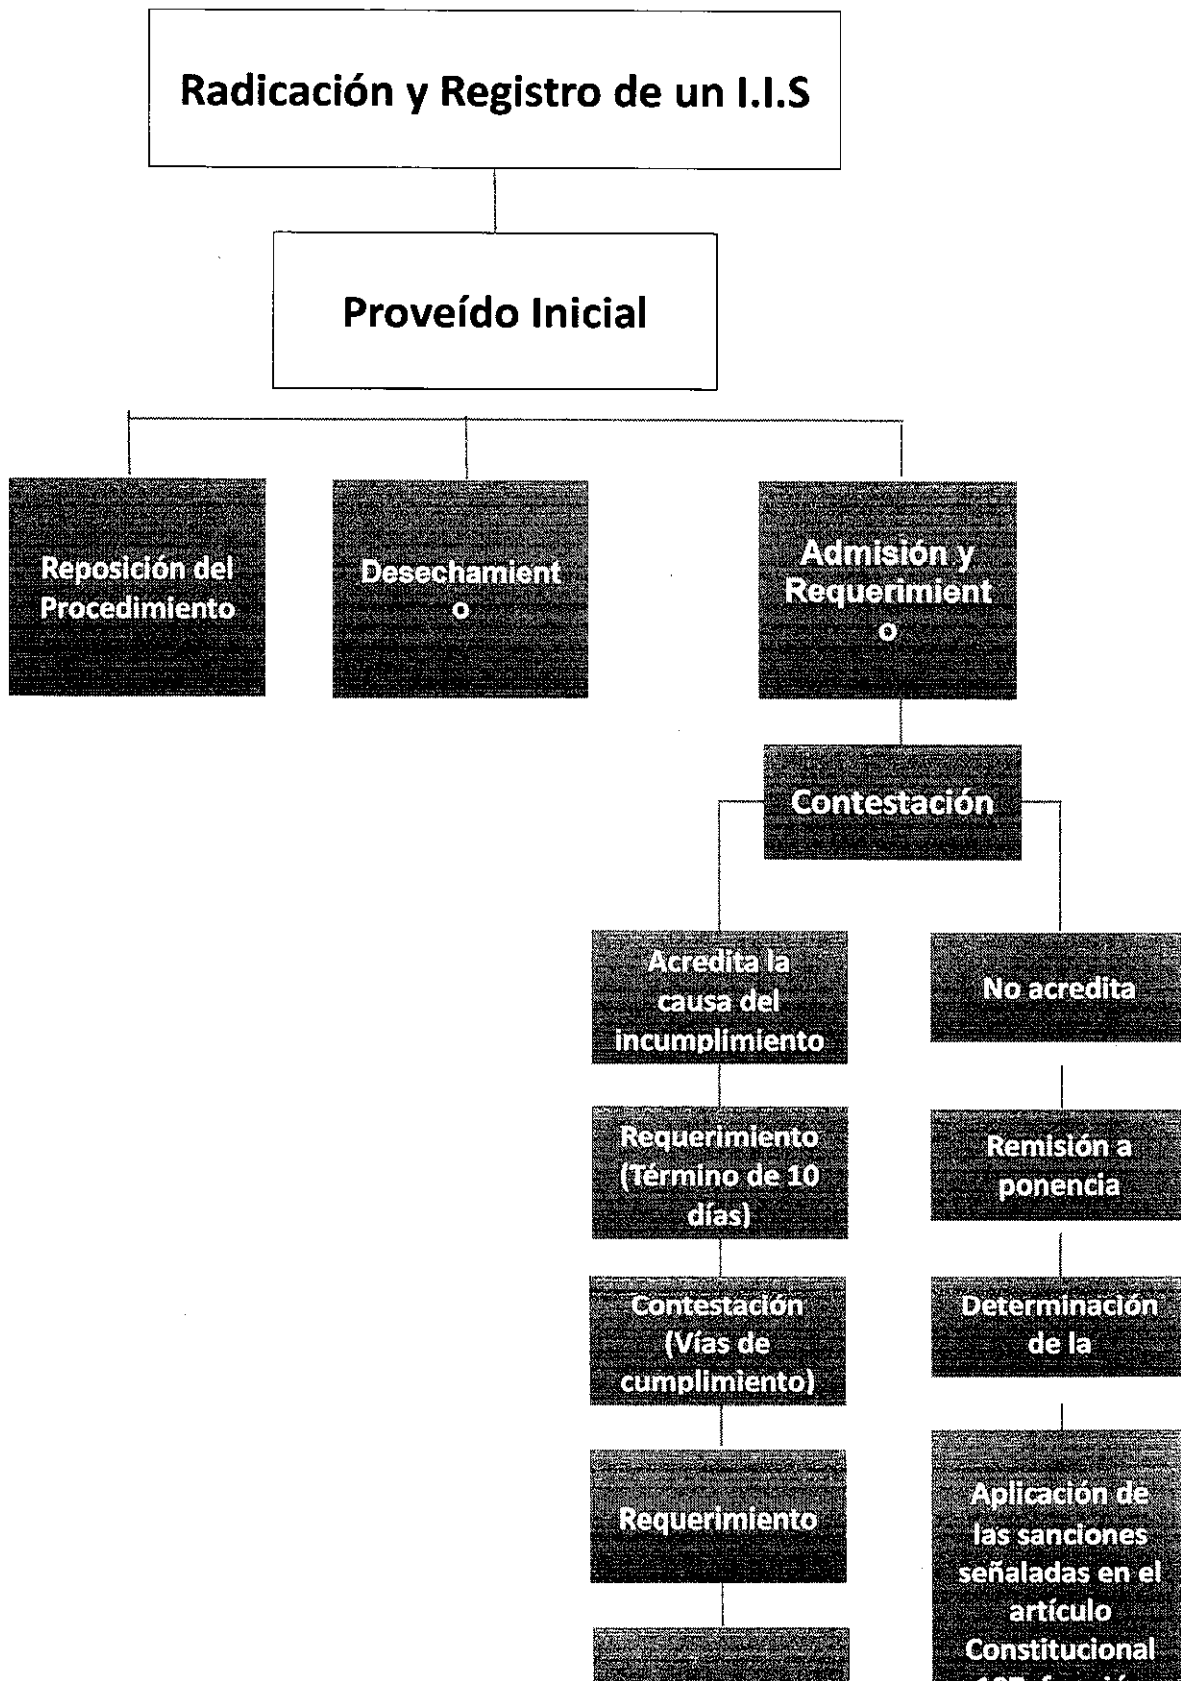 Radicación y Registro de un I.I.S
Proveído Inicial
Reposición del
Procedimiento
Desechamient
o
Admisión y
Requerimient
o
Contestación
Acredita la
causa del
incumplimiento
No acredita
Requerimiento
(Término de 10
días)
Remisión a
ponencia
Contestación
(Vías de
cumplimiento)
Determinación
de la
Requerimiento
Aplicación de
las sanciones
señaladas en el
artículo
Constitucional